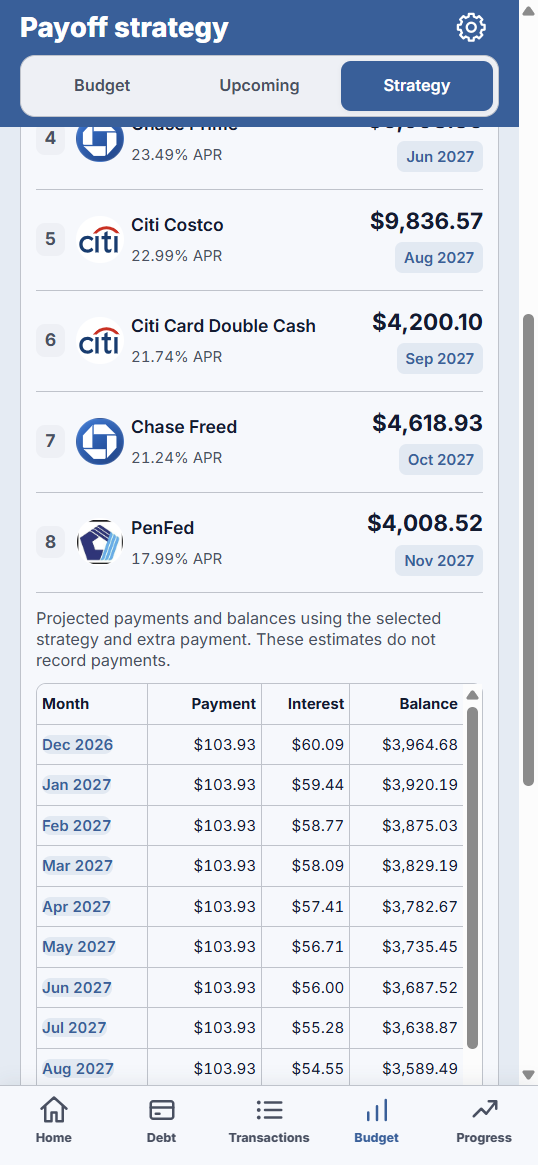 Payoff strategy
Budget
Upcoming
Strategy
4
Chase Prime
23.49% APR
Jun 2027
5
citi
Citi Costco
22.99% APR
$9,836.57
Aug 2027
6
citi
Citi Card Double Cash
21.74% APR
$4,200.10
Sep 2027
7
Chase Freed
21.24% APR
$4,618.93
Oct 2027
8
PenFed
17.99% APR
$4,008.52
Nov 2027
Projected payments and balances using the selected
strategy and extra payment. These estimates do not
record payments.
Month Payment Interest Balance
Dec 2026 $103.93 $60.09 $3,964.68
Jan 2027 $103.93 $59.44 $3,920.19
Feb 2027 $103.93 $58.77 $3,875.03
Mar 2027 $103.93 $58.09 $3,829.19
Apr 2027 $103.93 $57.41 $3,782.67
May 2027 $103.93 $56.71 $3,735.45
Jun 2027 $103.93 $56.00 $3,687.52
Jul 2027 $103.93 $55.28 $3,638.87
Aug 2027 $103.93 $54.55 $3,589.49
Home
Debt
Transactions
Budget
Progress